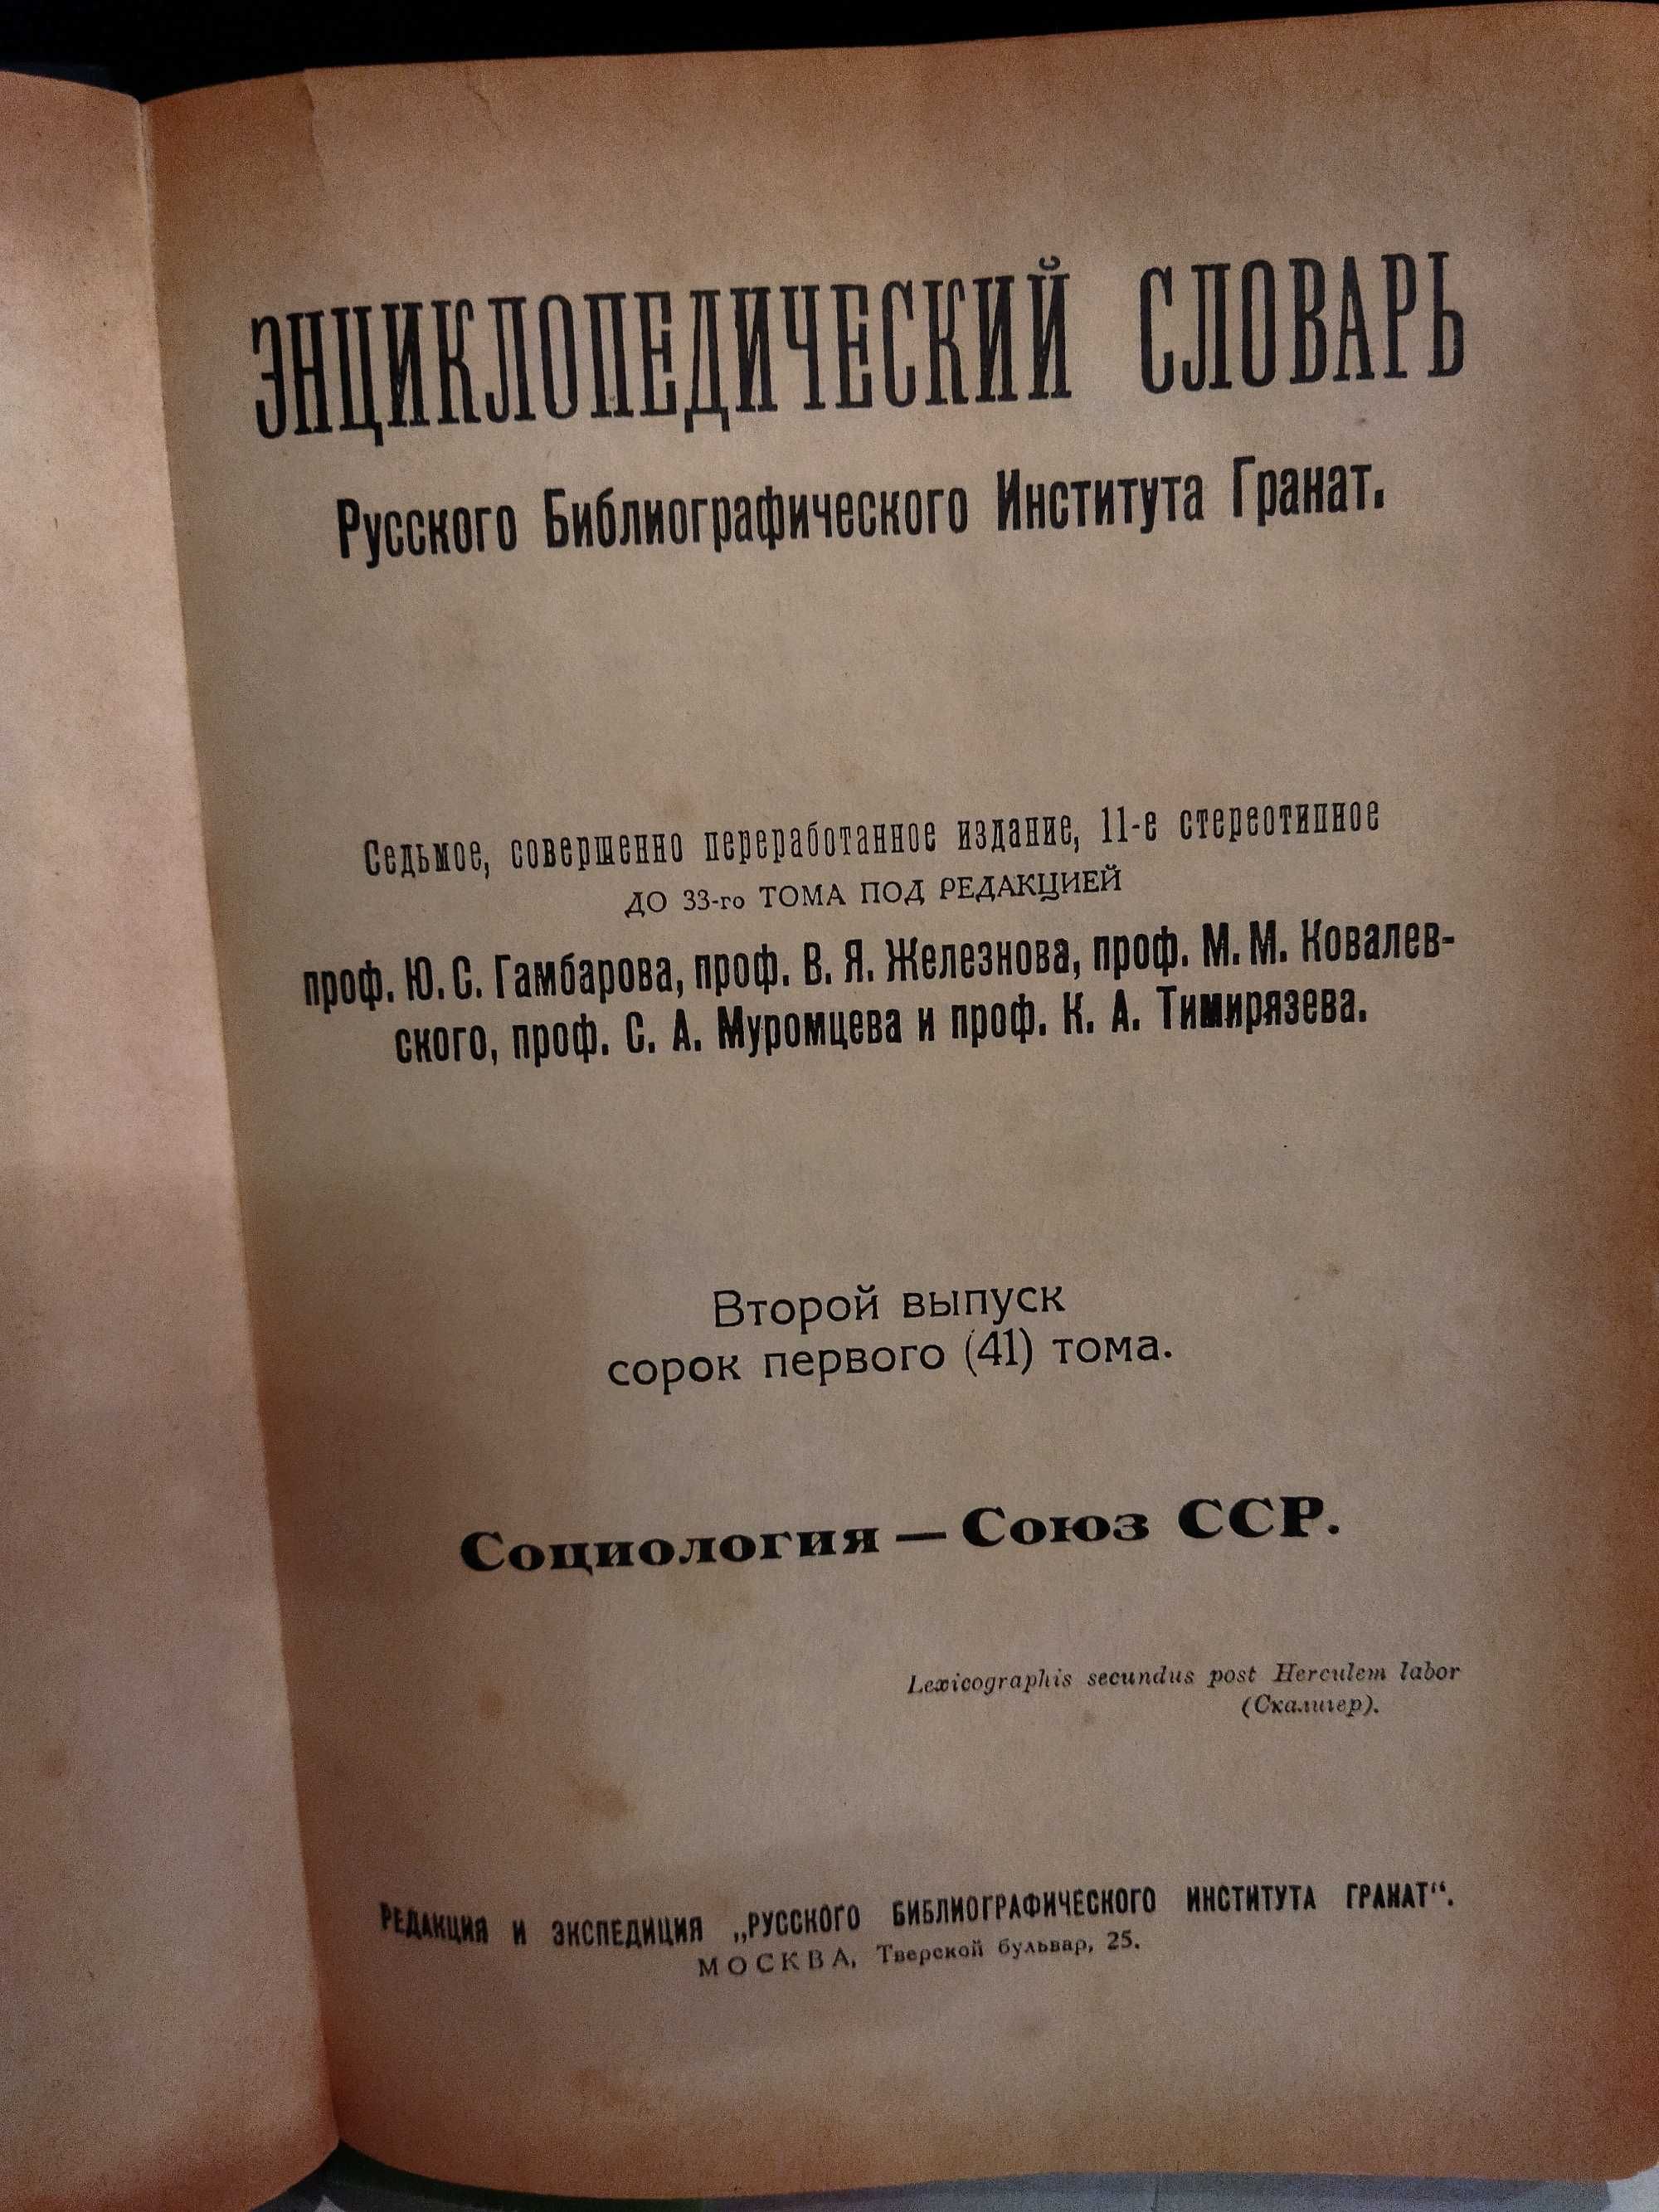 ЭНЦИКЛОПЕДИЧЕСКИЙ СЛОВАРЬ
Русского Библиографического Института Гранат.
Седьмое, совершенно переработанное издание, 11-е стереотипное
ДО 33-го ТОМА ПОД РЕДАКЦИЕЙ
проф. Ю. С. Гамбарова, проф. В. Я. Железнова, проф. М. М. Ковалев-
ского, проф. С. А. Муромцева и проф. К. А. Тимирязева.
Второй выпуск
сорок первого (41) тома.
Социология — Союз ССР.
Lexicographis secundus post Herculem labor
(Скалигер).
РЕДАКЦИЯ И ЭКСПЕДИЦИЯ „РУССКОГО БИБЛИОГРАФИЧЕСКОГО ИНСТИТУТА ГРАНАТ“.
МОСКВА, Тверской бульвар, 25.